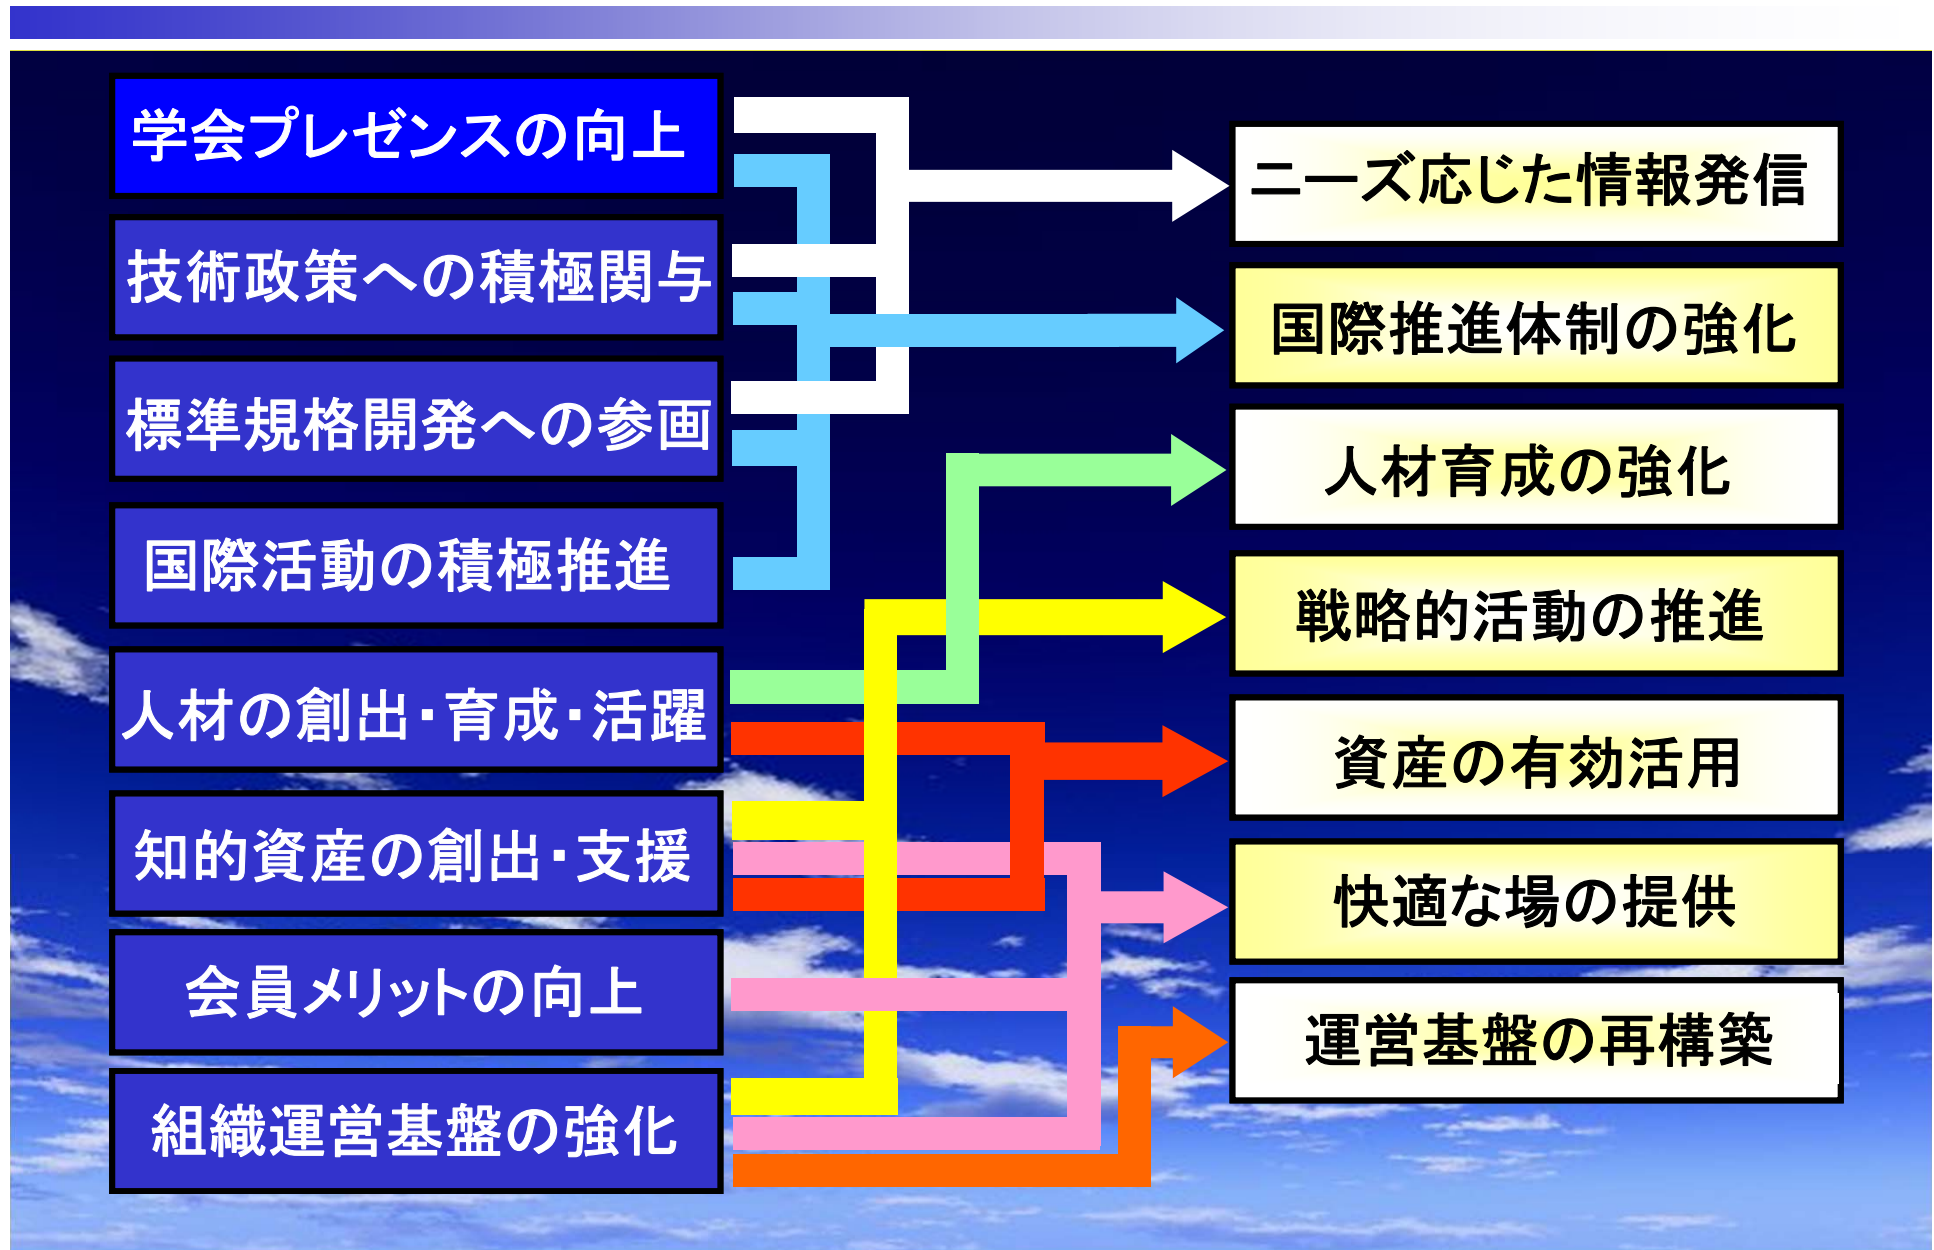 学会プレゼンスの向上
技術政策への積極関与
標準規格開発への参画
国際活動の積極推進
人材の創出・育成・活躍
知的資産の創出・支援
会員メリットの向上
組織運営基盤の強化
ニーズ応じた情報発信
国際推進体制の強化
人材育成の強化
戦略的活動の推進
資産の有効活用
快適な場の提供
運営基盤の再構築